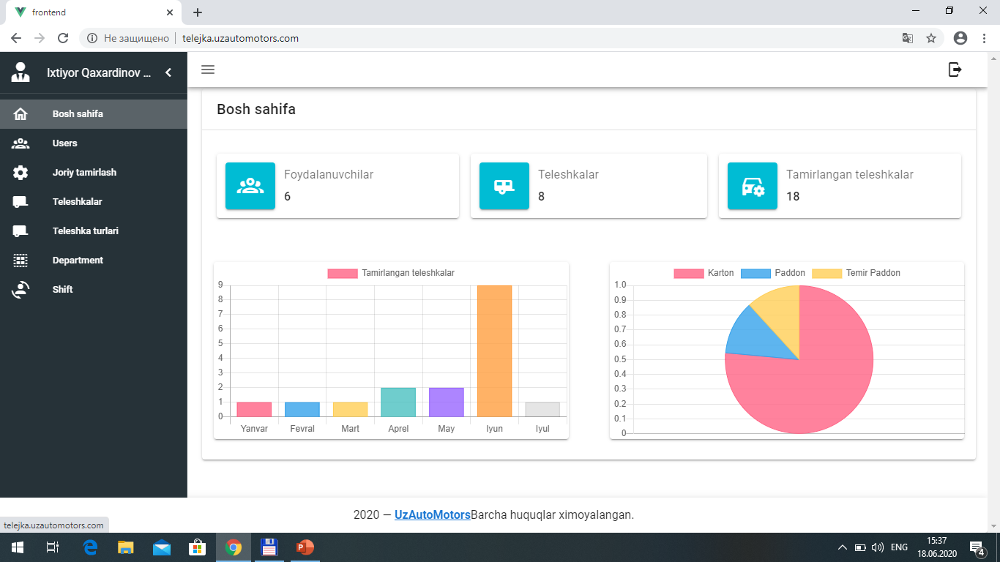 frontend
Не защищено
telejka.uzautomotors.com
Ixtiyor Qaxardinov ...
Bosh sahifa
Users
Joriy tamirlash
Teleshkalar
Teleshka turlari
Department
Shift
Bosh sahifa
Foydalanuvchilar
6
Teleshkalar
8
Tamirlangan teleshkalar
18
Tamirlangan teleshkalar
9
8
7
6
5
4
3
2
1
0
Yanvar Fevral Mart Aprel May Iyun Iyul
Karton Paddon Temir Paddon
1.0
0.9
0.8
0.7
0.6
0.5
0.4
0.3
0.2
0.1
0
2020 — UzAutoMotorsBarcha huquqlar ximoyalangan.
telejka.uzautomotors.com
ENG
15:37
18.06.2020
4